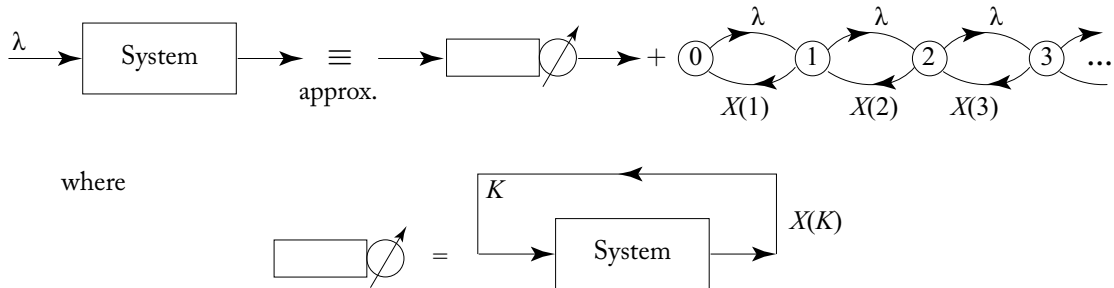 λ System ≡ + 0 λ 1 λ 2 λ 3 ...
approx. X(1) X(2) X(3)
where
K
System X(K)
=